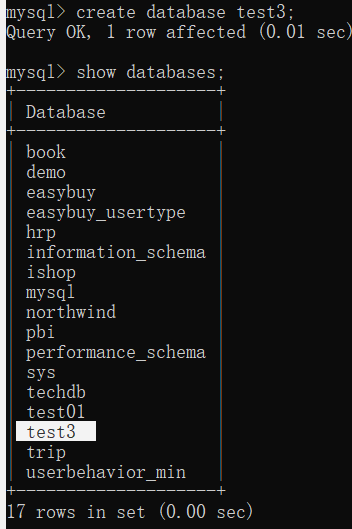 mysql> create database test3;
Query OK, 1 row affected (0.01 sec)
mysql> show databases;
+--------------------+
| Database           |
+--------------------+
| book               |
| demo               |
| easybuy            |
| easybuy_usertype   |
| hrp                |
| information_schema |
| ishop              |
| mysql              |
| northwind          |
| pbi                |
| performance_schema |
| sys                |
| techdb             |
| test01             |
| test3              |
| trip               |
| userbehavior_min   |
+--------------------+
17 rows in set (0.00 sec)